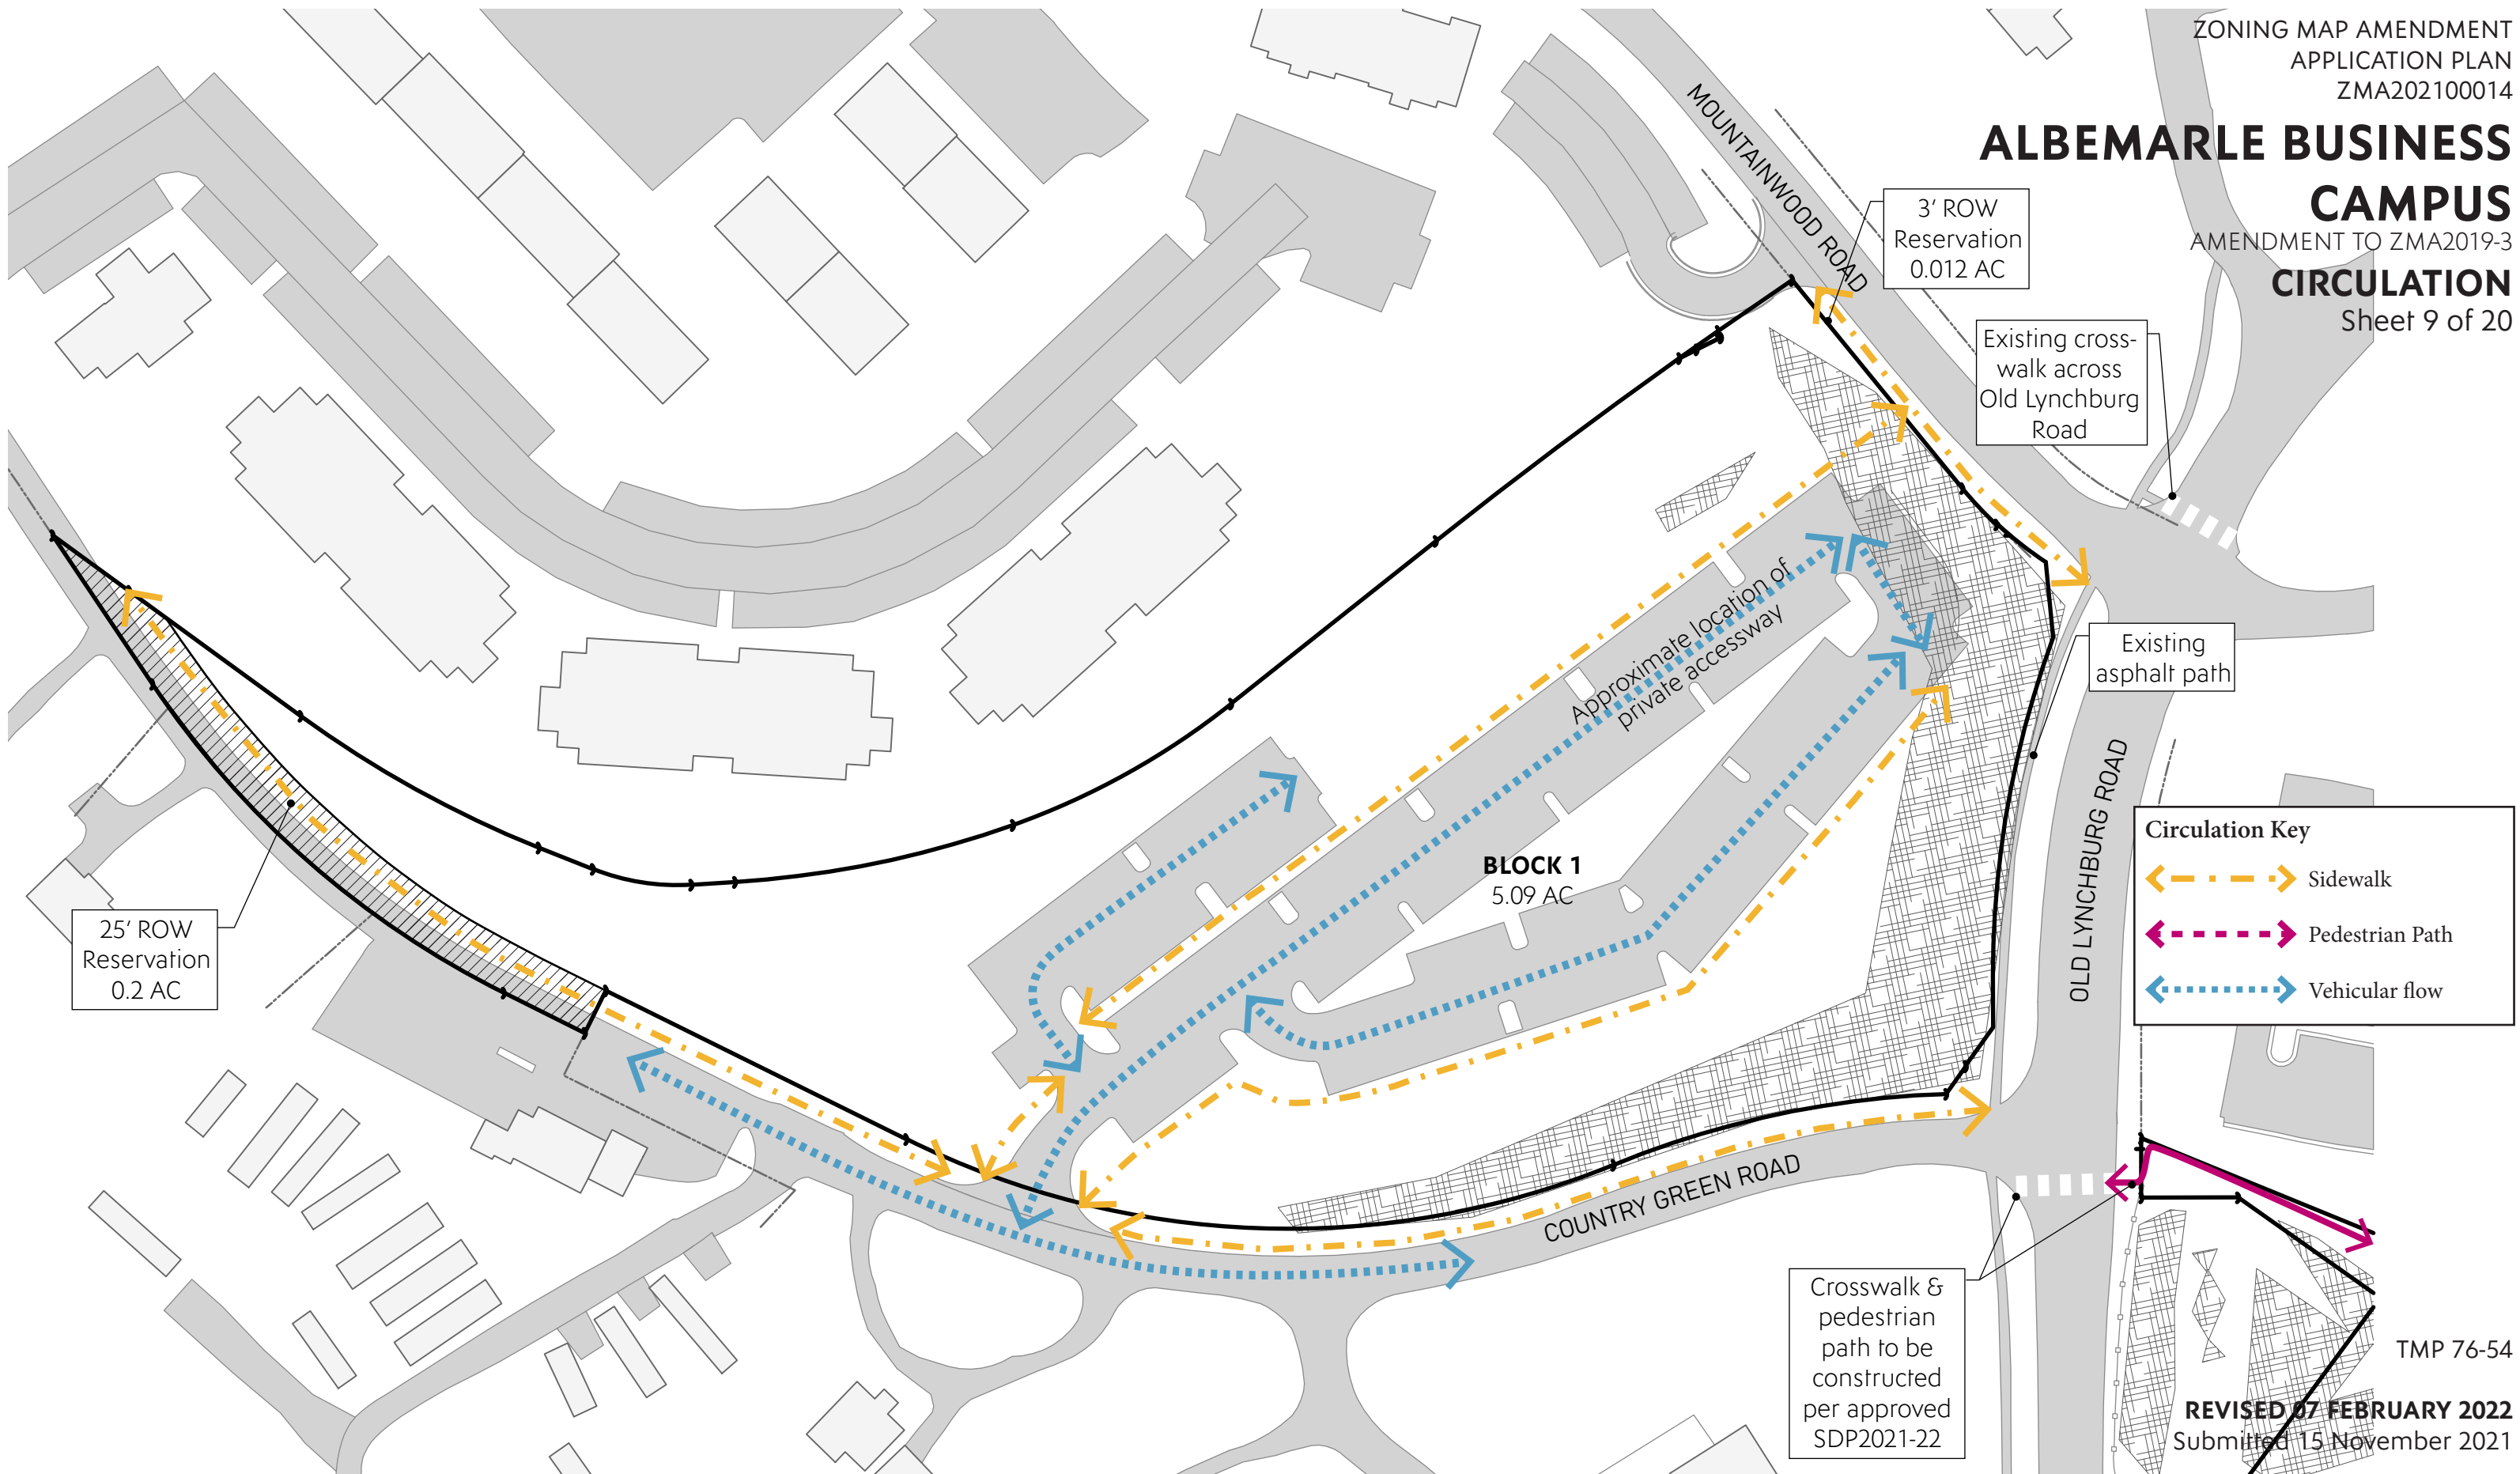 ZONING MAP AMENDMENT
APPLICATION PLAN
ZMA202100014
ALBEMARLE BUSINESS
CAMPUS
AMENDMENT TO ZMA2019-3
CIRCULATION
Sheet 9 of 20
MOUNTAINWOOD ROAD
3' ROW
Reservation
0.012 AC
Existing cross-
walk across
Old Lynchburg
Road
Approximate location of
private accessway
Existing
asphalt path
OLD LYNCHBURG ROAD
Circulation Key
Sidewalk
Pedestrian Path
Vehicular flow
BLOCK 1
5.09 AC
25' ROW
Reservation
0.2 AC
COUNTRY GREEN ROAD
Crosswalk &
pedestrian
path to be
constructed
per approved
SDP2021-22
TMP 76-54
REVISED 07 FEBRUARY 2022
Submitted 15 November 2021